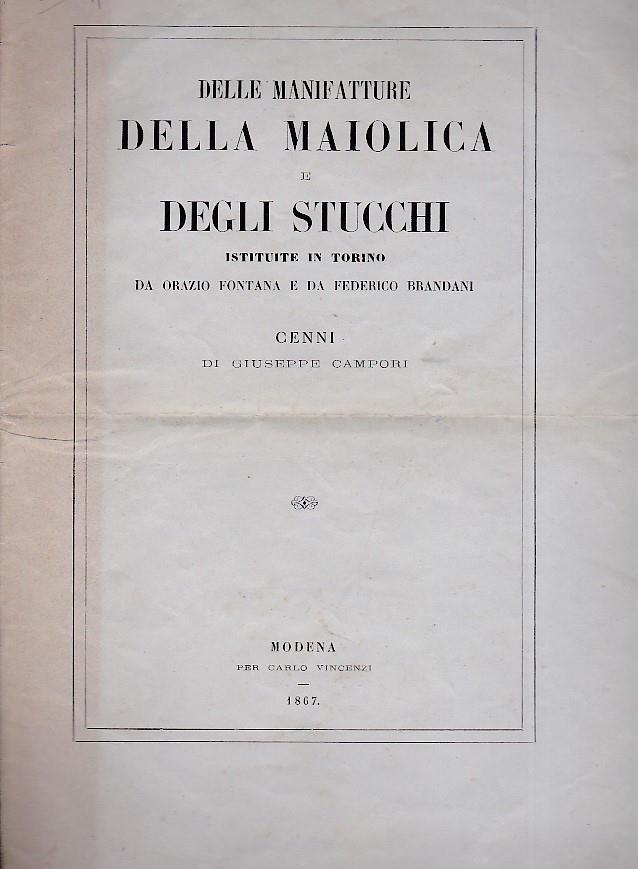 DELLE MANIFATTURE
DELLA MAIOLICA
E
DEGLI STUCCHI
ISTITUITE IN TORINO
DA ORAZIO FONTANA E DA FEDERICO BRANDANI
CENNI
DI GIUSEPPE CAMPORI
MODENA
PER CARLO VINCENZI
—
1867.